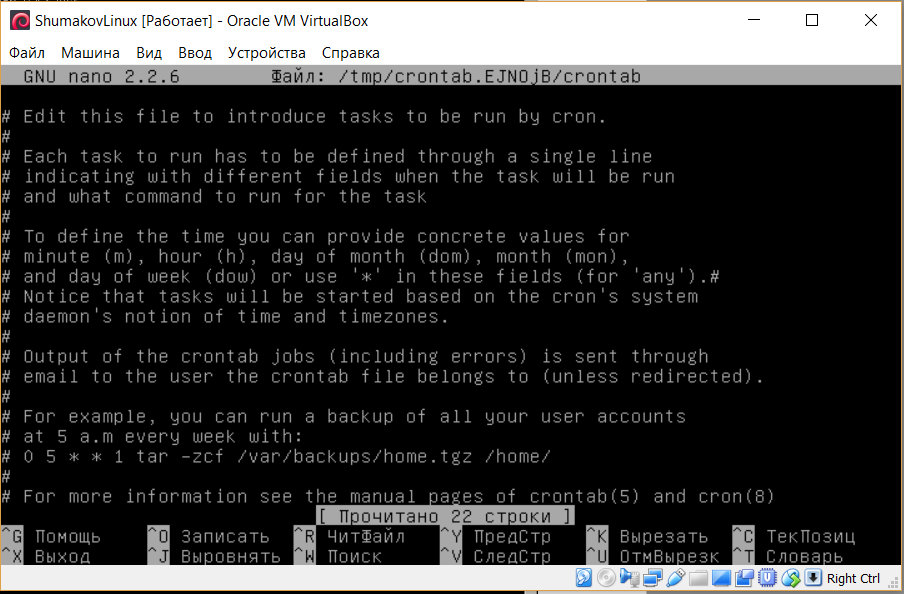 ShumakovLinux [Работает] - Oracle VM VirtualBox
Файл Машина Вид Ввод Устройства Справка
GNU nano 2.2.6 Файл: /tmp/crontab.EJNOjB/crontab
# Edit this file to introduce tasks to be run by cron.
#
# Each task to run has to be defined through a single line
# indicating with different fields when the task will be run
# and what command to run for the task
#
# To define the time you can provide concrete values for
# minute (m), hour (h), day of month (dom), month (mon),
# and day of week (dow) or use '*' in these fields (for 'any').#
# Notice that tasks will be started based on the cron's system
# daemon's notion of time and timezones.
#
# Output of the crontab jobs (including errors) is sent through
# email to the user the crontab file belongs to (unless redirected).
#
# For example, you can run a backup of all your user accounts
# at 5 a.m every week with:
# 0 5 * * 1 tar -zcf /var/backups/home.tgz /home/
#
# For more information see the manual pages of crontab(5) and cron(8)
[ Прочитано 22 строки ]
^G Помощь ^O Записать ^R ЧитФайл ^Y ПредСтр ^K Вырезать ^C ТекПозиц
^X Выход ^J Выровнять ^W Поиск ^V СледСтр ^U ОтмВырезк ^T Словарь
Right Ctrl